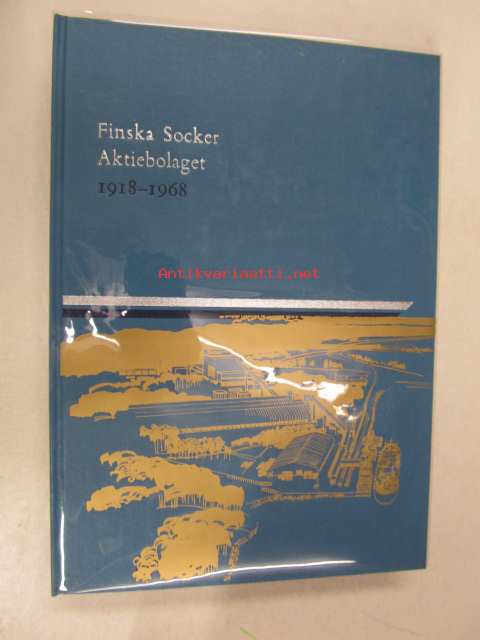 Finska Socker
Aktiebolaget
1918–1968
Antikvariaatti.net